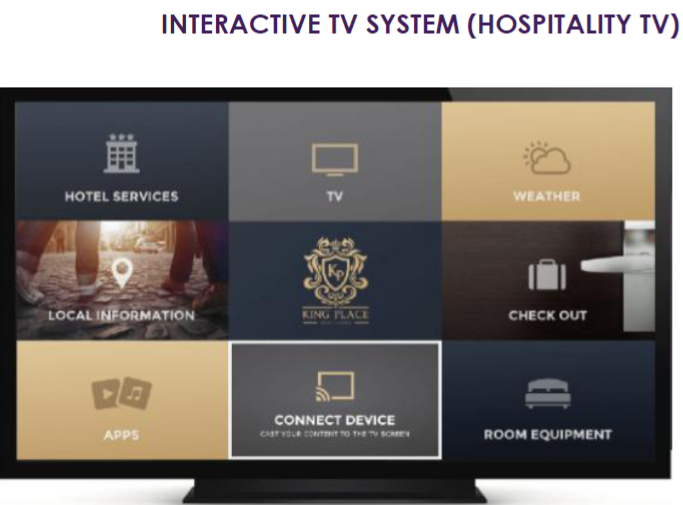 INTERACTIVE TV SYSTEM (HOSPITALITY TV)
HOTEL SERVICES
TV
WEATHER
LOCAL INFORMATION
KP
KING PLACE
CHECK OUT
APPS
CONNECT DEVICE
CAST YOUR CONTENT TO THE TV SCREEN
ROOM EQUIPMENT